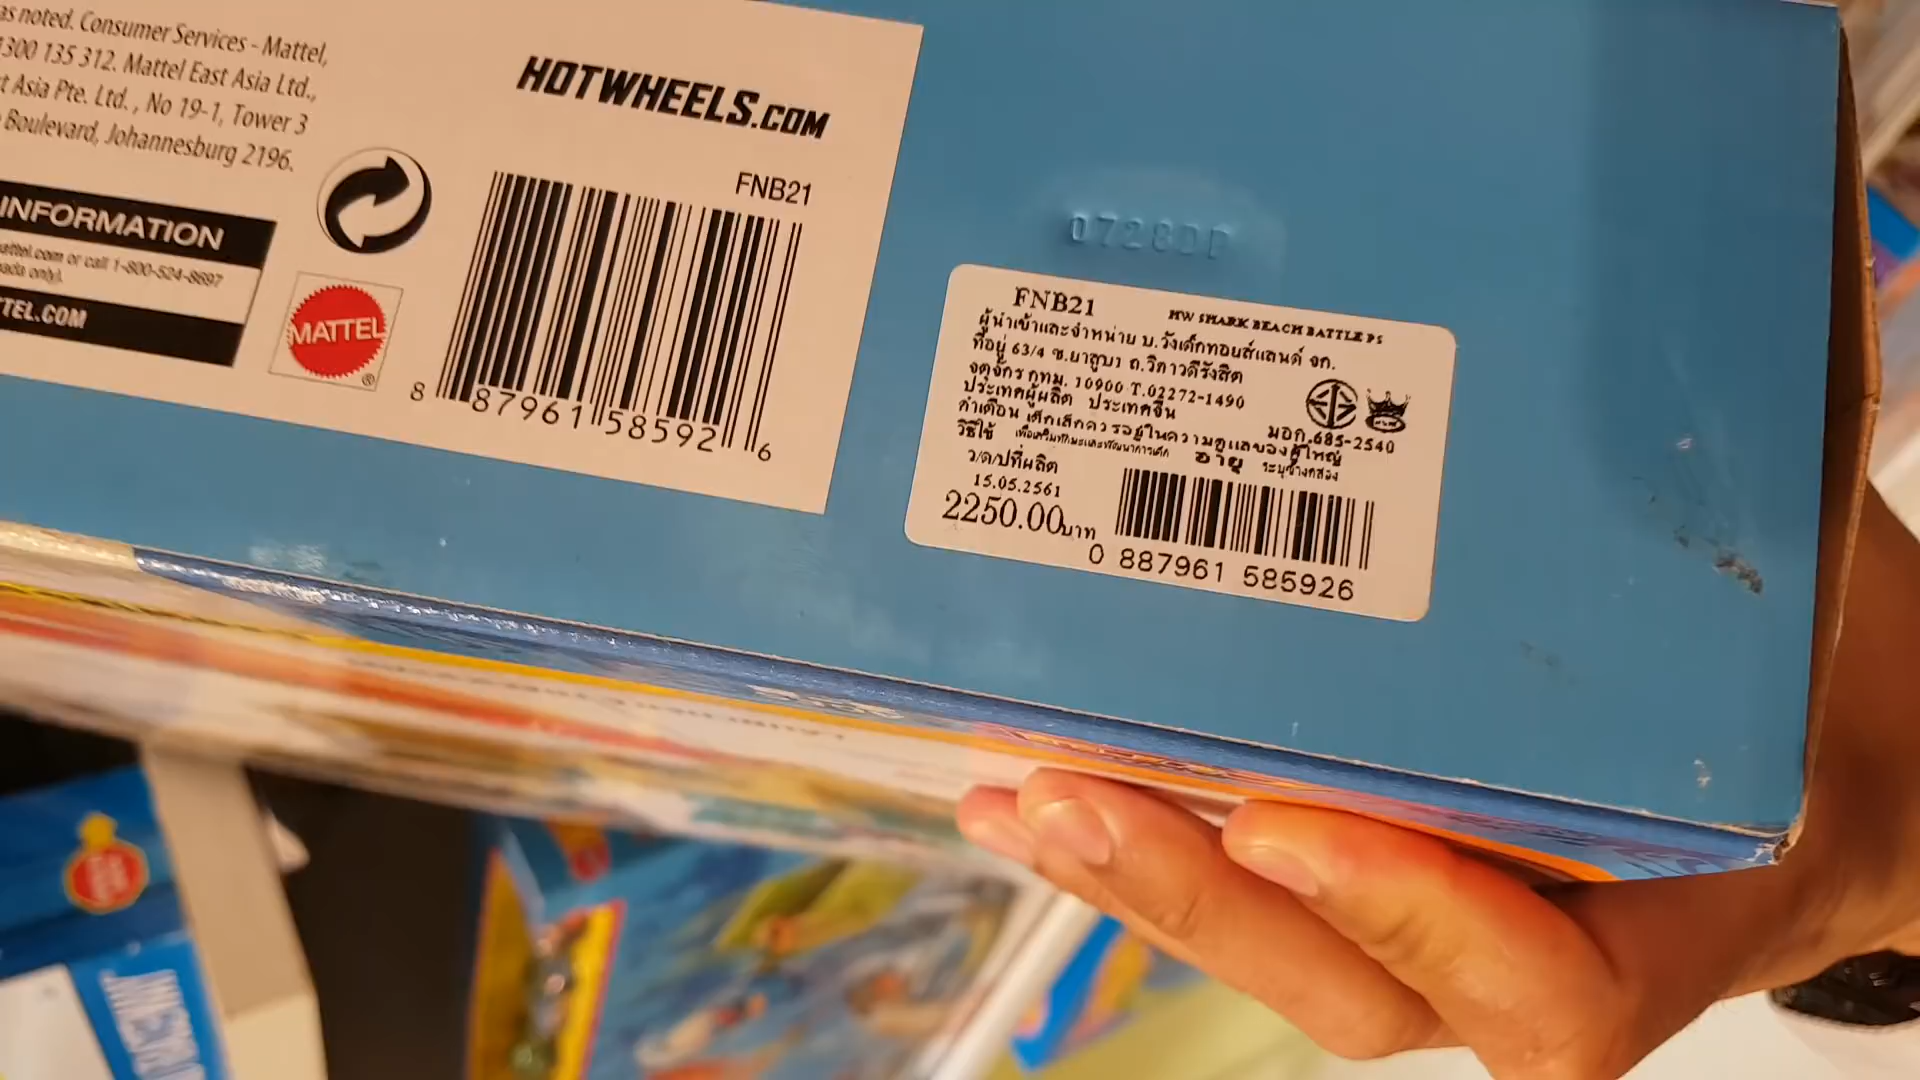 as noted. Consumer Services - Mattel,
1300 135 312. Mattel East Asia Ltd.,
Asia Pte. Ltd., No 19-1, Tower 3
Boulevard, Johannesburg 2196.
INFORMATION
or call 1-800-524-8697
only).
TEL.COM
MATTEL
®
HOTWHEELS.COM
FNB21
8 87961 58592 6
07280P
FNB21 HW SHARK BEACH BATTLE PS
ผู้นำเข้าและจำหน่าย บ.วังเด็กทอยส์แลนด์ จก.
ที่อยู่ 63/4 ซ.ยาสูบ1 ถ.วิภาวดีรังสิต
จตุจักร กทม. 10900 T.02272-1490
ประเทศผู้ผลิต ประเทศจีน
มอก.685-2540
คำเตือน เด็กเล็กควรอยู่ในความดูแลของผู้ใหญ่
วิธีใช้ เพื่อเสริมทักษะและพัฒนาการเด็ก อายุ ระบุข้างกล่อง
ว/ด/ปที่ผลิต
15.05.2561
2250.00บาท
0 887961 585926